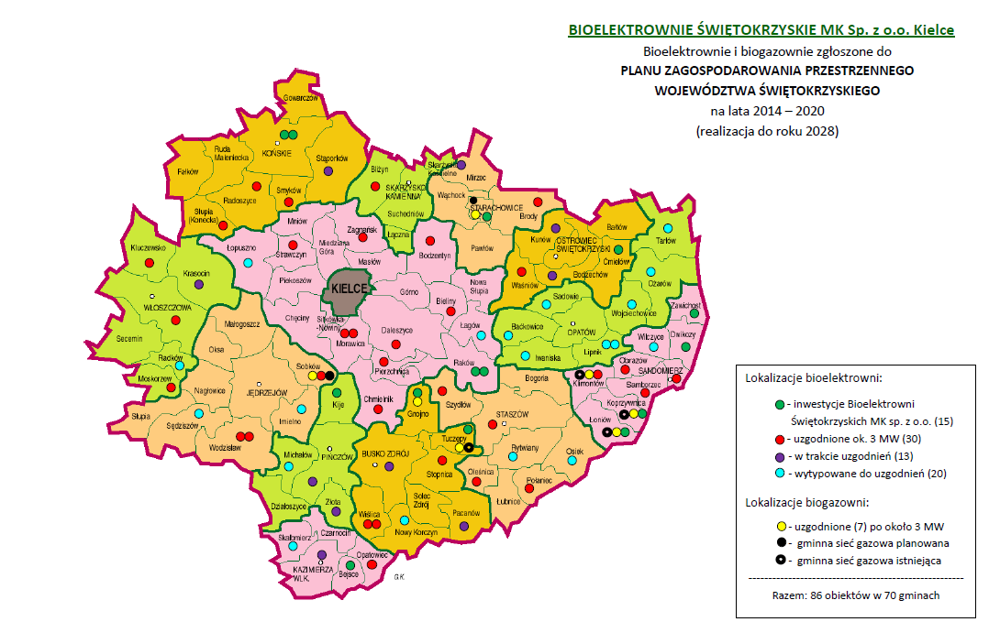 BIOELEKTROWNIE ŚWIĘTOKRZYSKIE MK Sp. z o.o. Kielce
Bioelektrownie i biogazownie zgłoszone do
PLANU ZAGOSPODAROWANIA PRZESTRZENNEGO
WOJEWÓDZTWA ŚWIĘTOKRZYSKIEGO
na lata 2014 – 2020
(realizacja do roku 2028)
Gowarczów
Ruda
Maleniecka
KOŃSKIE
Stąporków
Fałków
Radoszyce
Smyków
Słupia
(Konecka)
Bliżyn
Skarżysko
Kościelne
SKARŻYSKO
KAMIENNA
Suchedniów
Łączna
Mirzec
Wąchock
STARACHOWICE
Brody
Pawłów
Kunów
OSTROWIEC
ŚWIĘTOKRZYSKI
Bałtów
Ćmielów
Bodzechów
Waśniów
Tarłów
Ożarów
Sadowie
Wojciechowice
Baćkowice
OPATÓW
Iwaniska
Lipnik
Zawichost
Dwikozy
Wilczyce
Obrazów
SANDOMIERZ
Samborzec
Klimontów
Koprzywnica
Łoniów
Mniów
Zagnańsk
Miedziana
Góra
Strawczyn
Łopuszno
Masłów
Bodzentyn
Piekoszów
KIELCE
Górno
Nowa
Słupia
Bieliny
Chęciny
Sitkówka
-Nowiny
Morawica
Daleszyce
Łagów
Pierzchnica
Raków
Chmielnik
Kluczewsko
Krasocin
WŁOSZCZOWA
Secemin
Radków
Moskorzew
Małogoszcz
Oksa
Sobków
Nagłowice
JĘDRZEJÓW
Słupia
Sędziszów
Imielno
Wodzisław
Kije
Michałów
PIŃCZÓW
Działoszyce
Złota
Gnojno
Szydłów
Bogoria
STASZÓW
Tuczępy
BUSKO ZDRÓJ
Stopnica
Rytwiany
Osiek
Oleśnica
Połaniec
Łubnice
Solec
Zdrój
Pacanów
Wiślica
Nowy Korczyn
Skalbmierz
Czarnocin
Opatowiec
KAZIMIERZA
WLK.
Bejsce
G.K.
Lokalizacje bioelektrowni:
- inwestycje Bioelektrowni
Świętokrzyskich MK sp. z o.o. (15)
- uzgodnione ok. 3 MW (30)
- w trakcie uzgodnień (13)
- wytypowane do uzgodnień (20)
Lokalizacje biogazowni:
- uzgodnione (7) po około 3 MW
- gminna sieć gazowa planowana
- gminna sieć gazowa istniejąca
------------------------------------------------------
Razem: 86 obiektów w 70 gminach